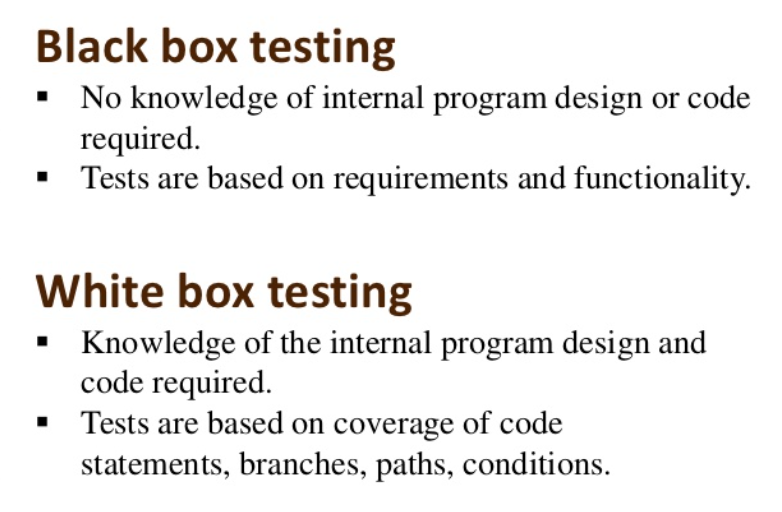 Black box testing
▪ No knowledge of internal program design or code
required.
▪ Tests are based on requirements and functionality.
White box testing
▪ Knowledge of the internal program design and
code required.
▪ Tests are based on coverage of code
statements, branches, paths, conditions.